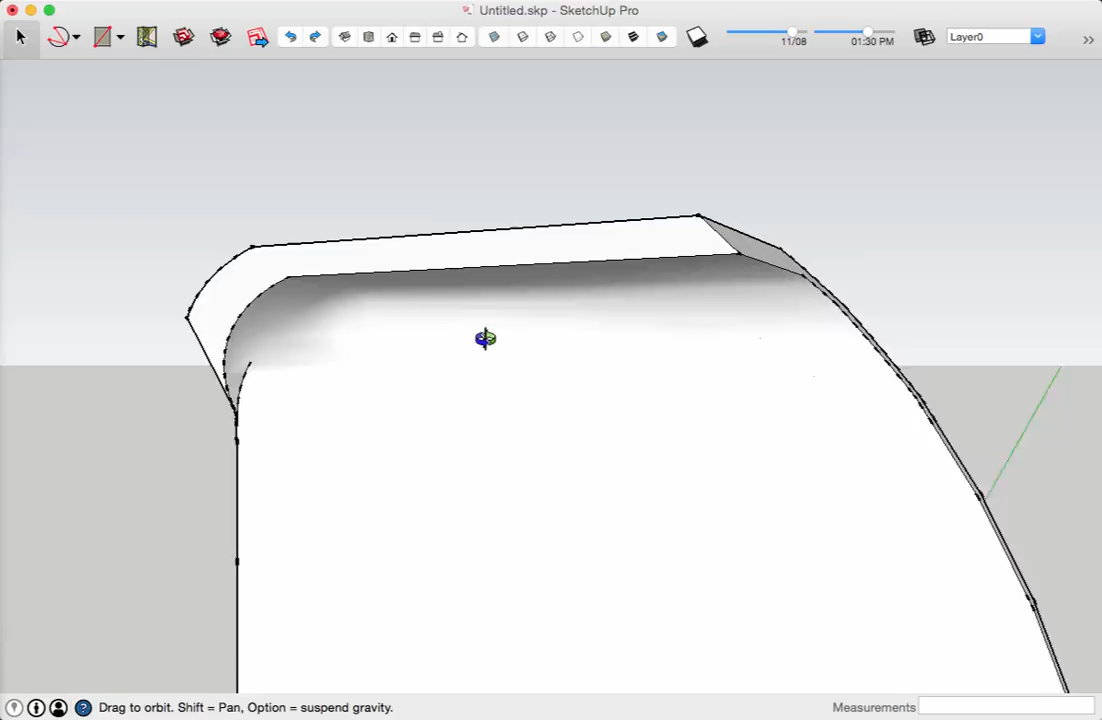 Untitled.skp - SketchUp Pro
11/08
01:30 PM
Layer0
Drag to orbit. Shift = Pan, Option = suspend gravity.
Measurements